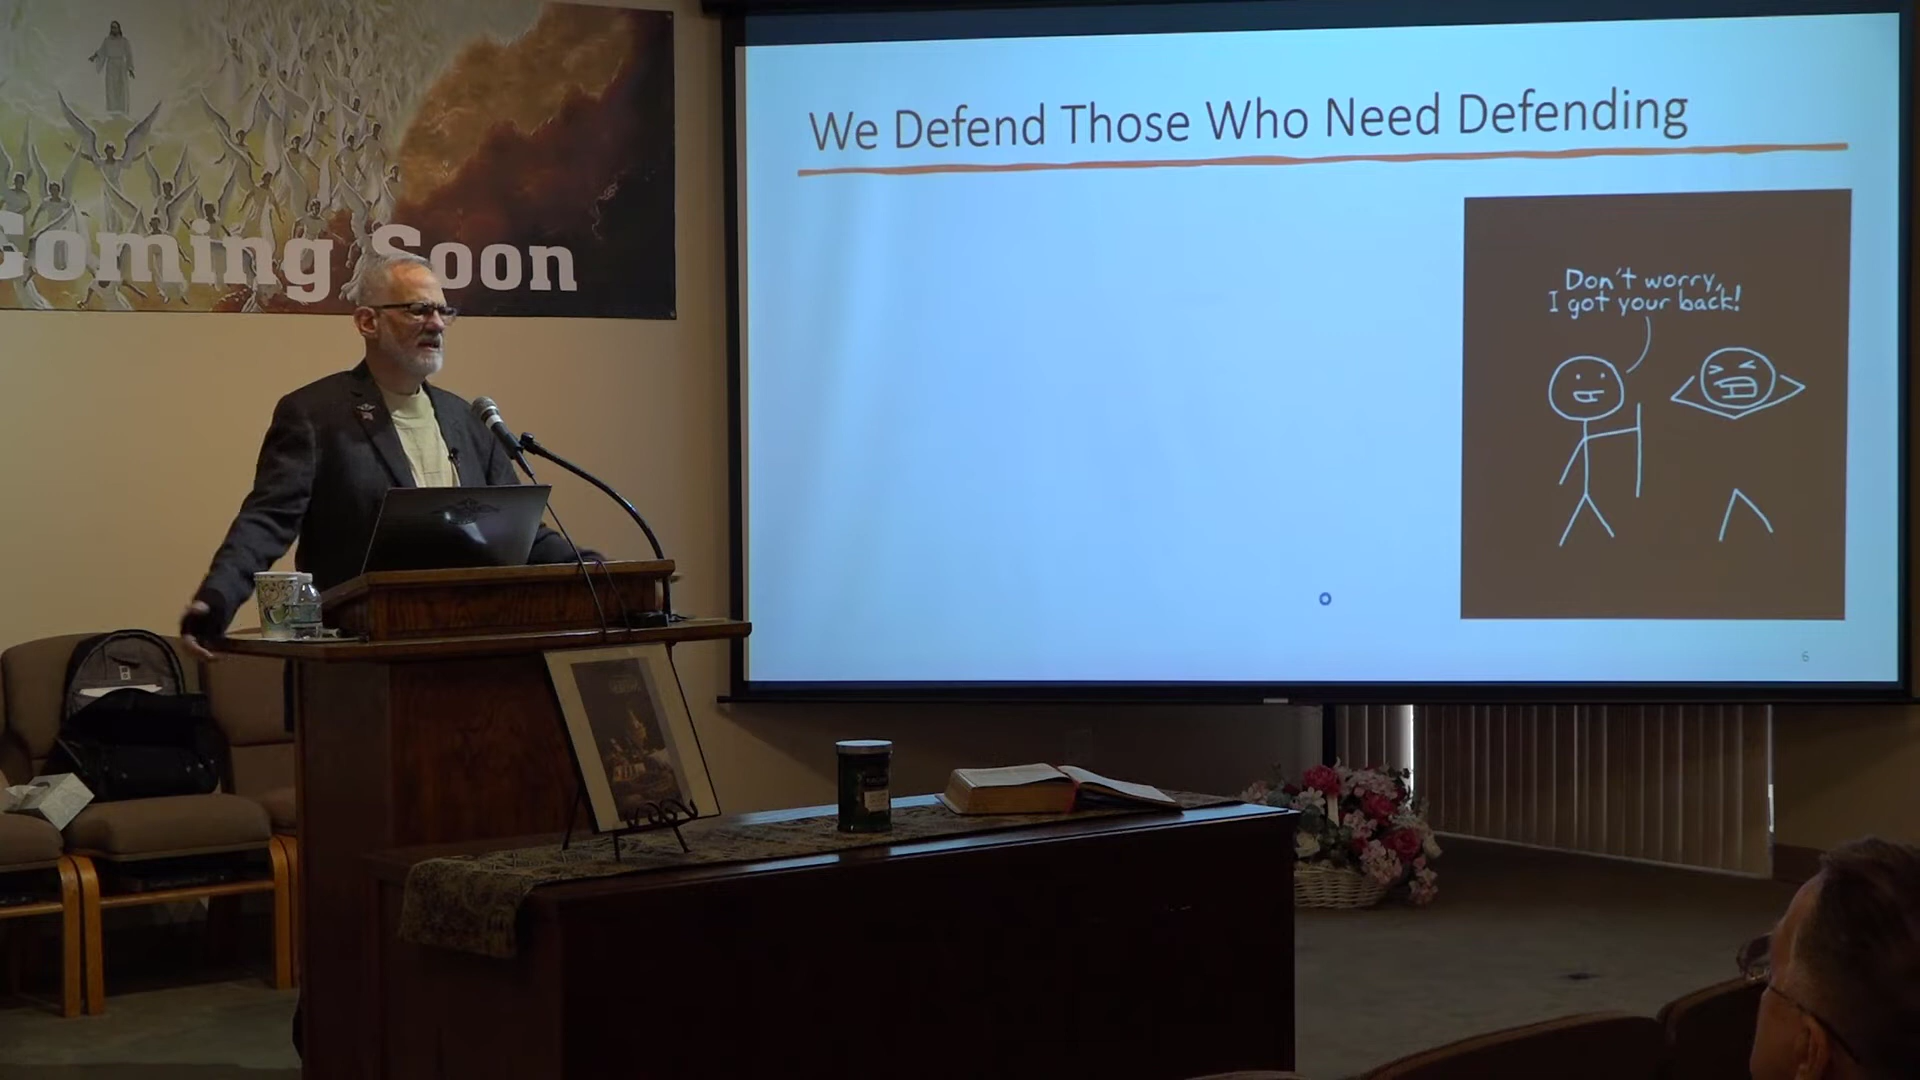 Coming Soon
We Defend Those Who Need Defending
Don't worry,
I got your back!
6